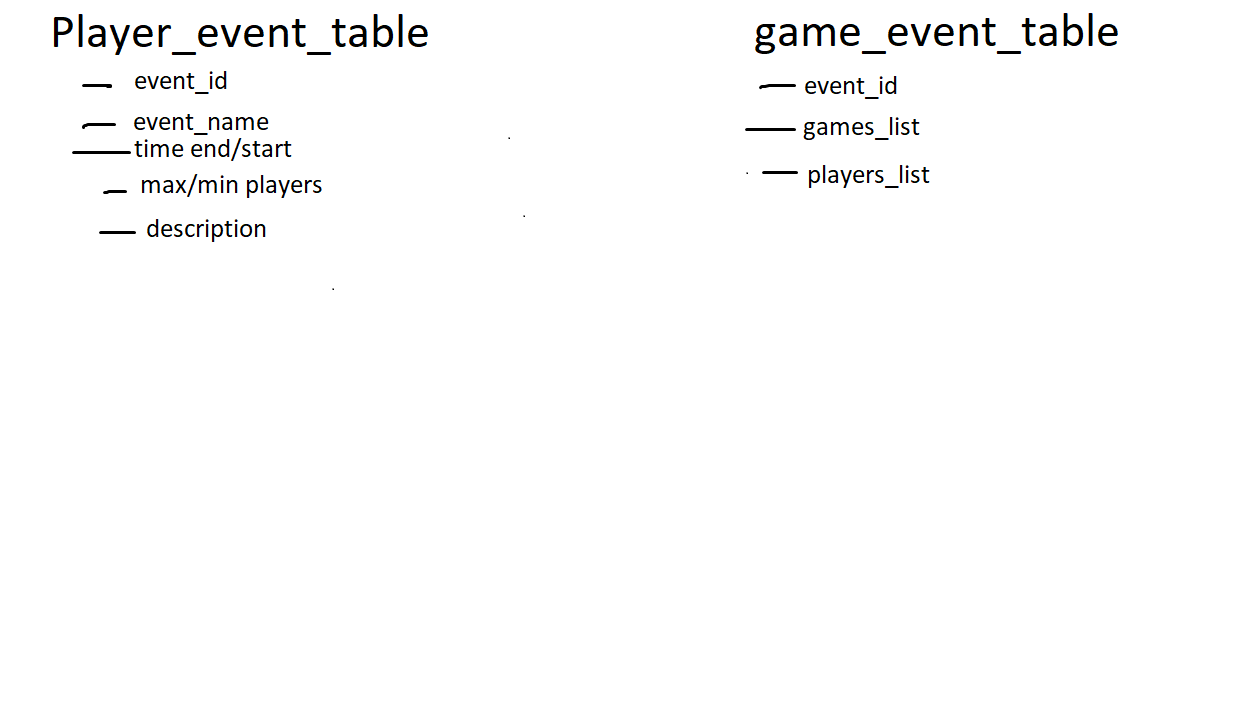 Player_event_table
event_id
event_name
time end/start
max/min players
description
game_event_table
event_id
games_list
players_list